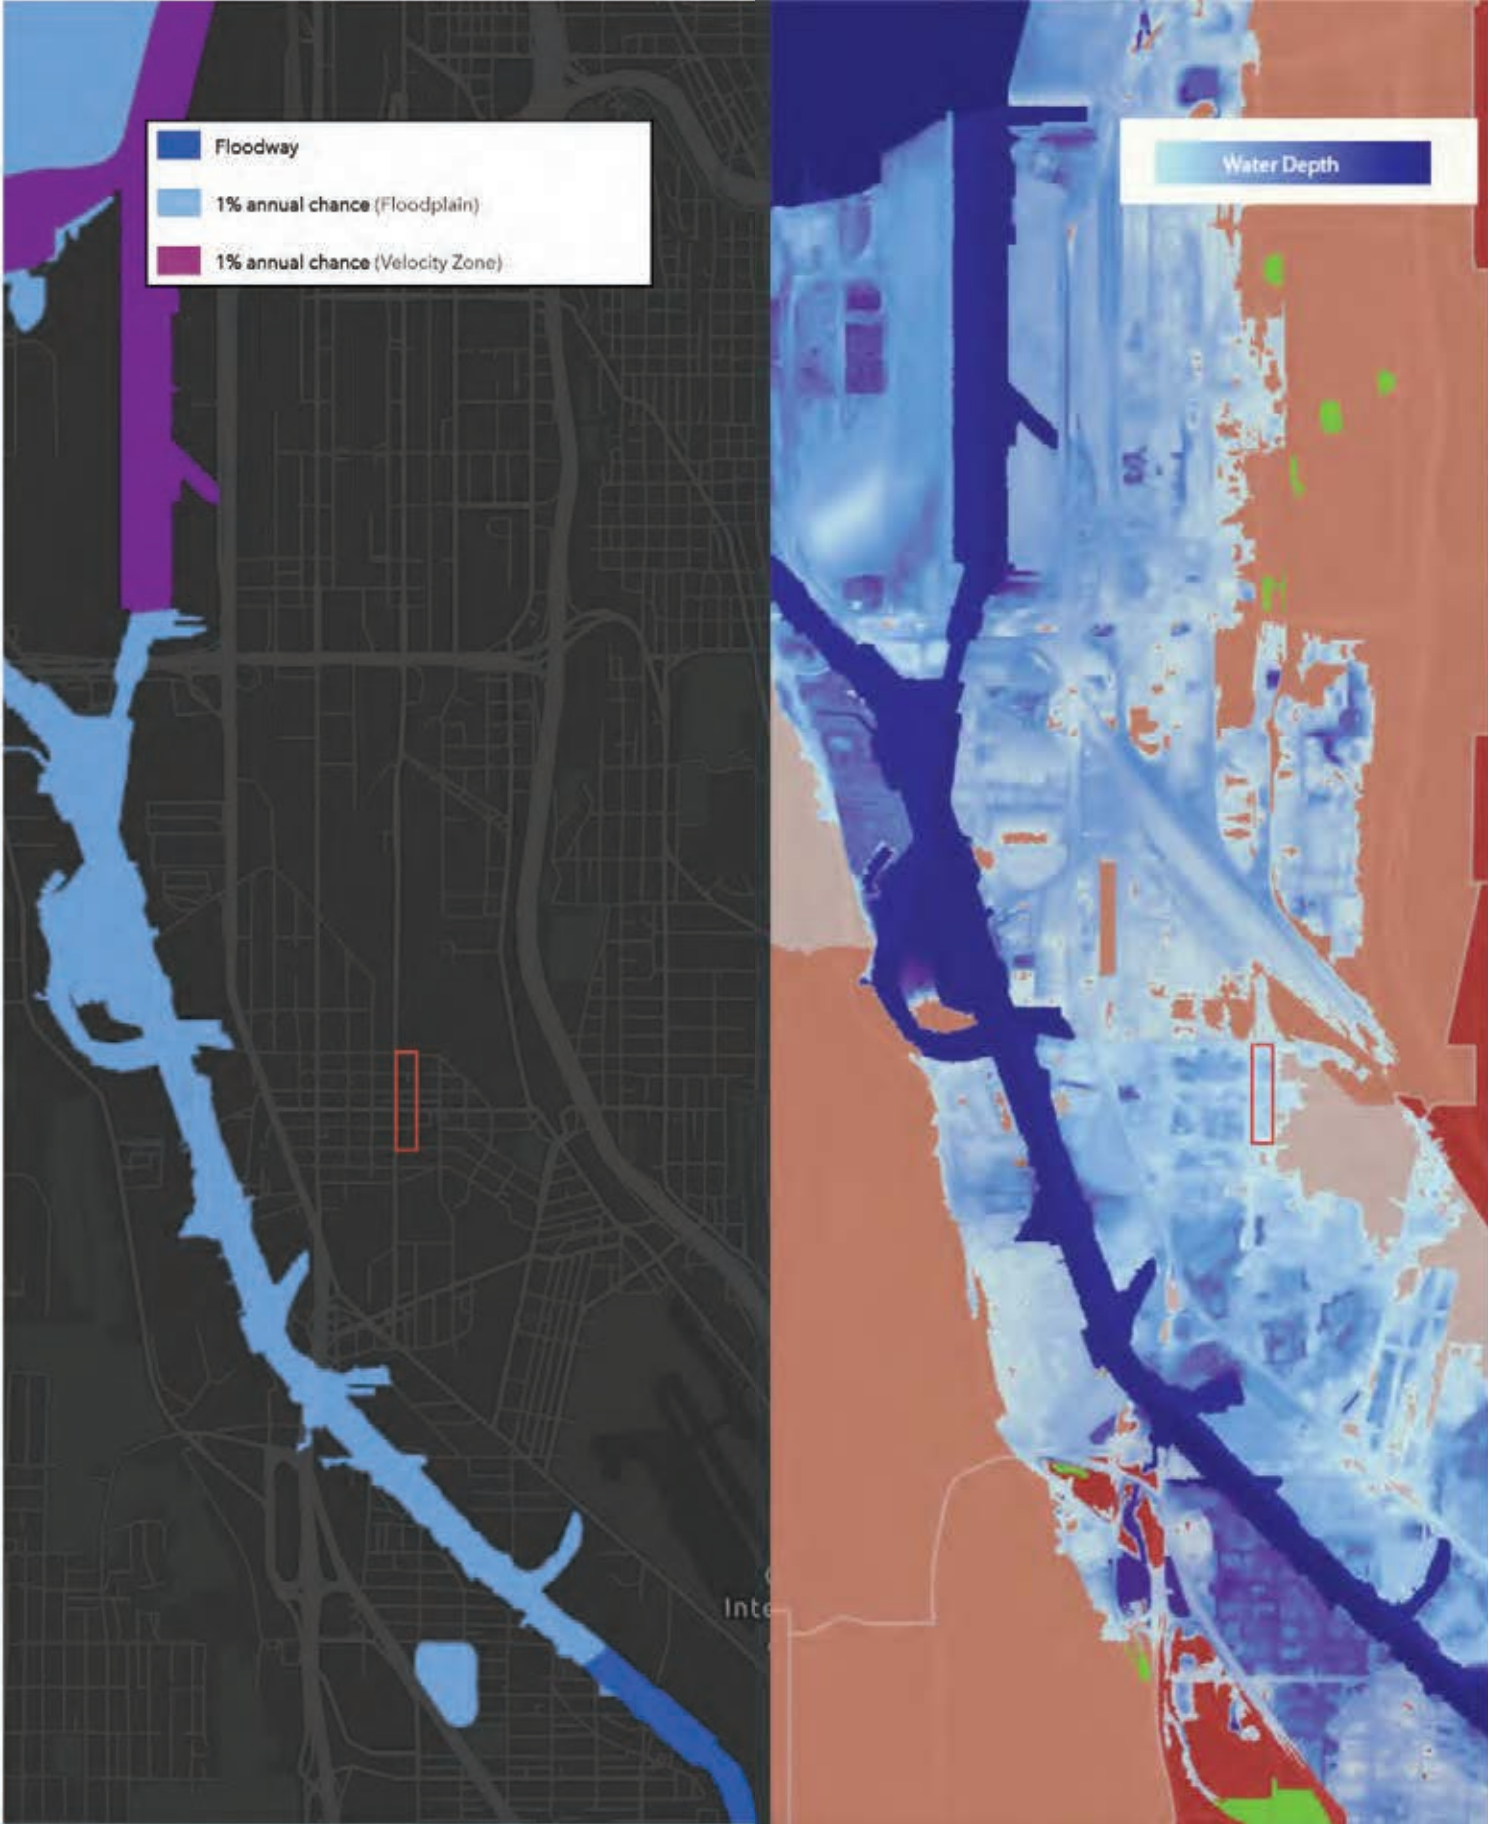 Floodway
1% annual chance (Floodplain)
1% annual chance (Velocity Zone)
Water Depth
Inte